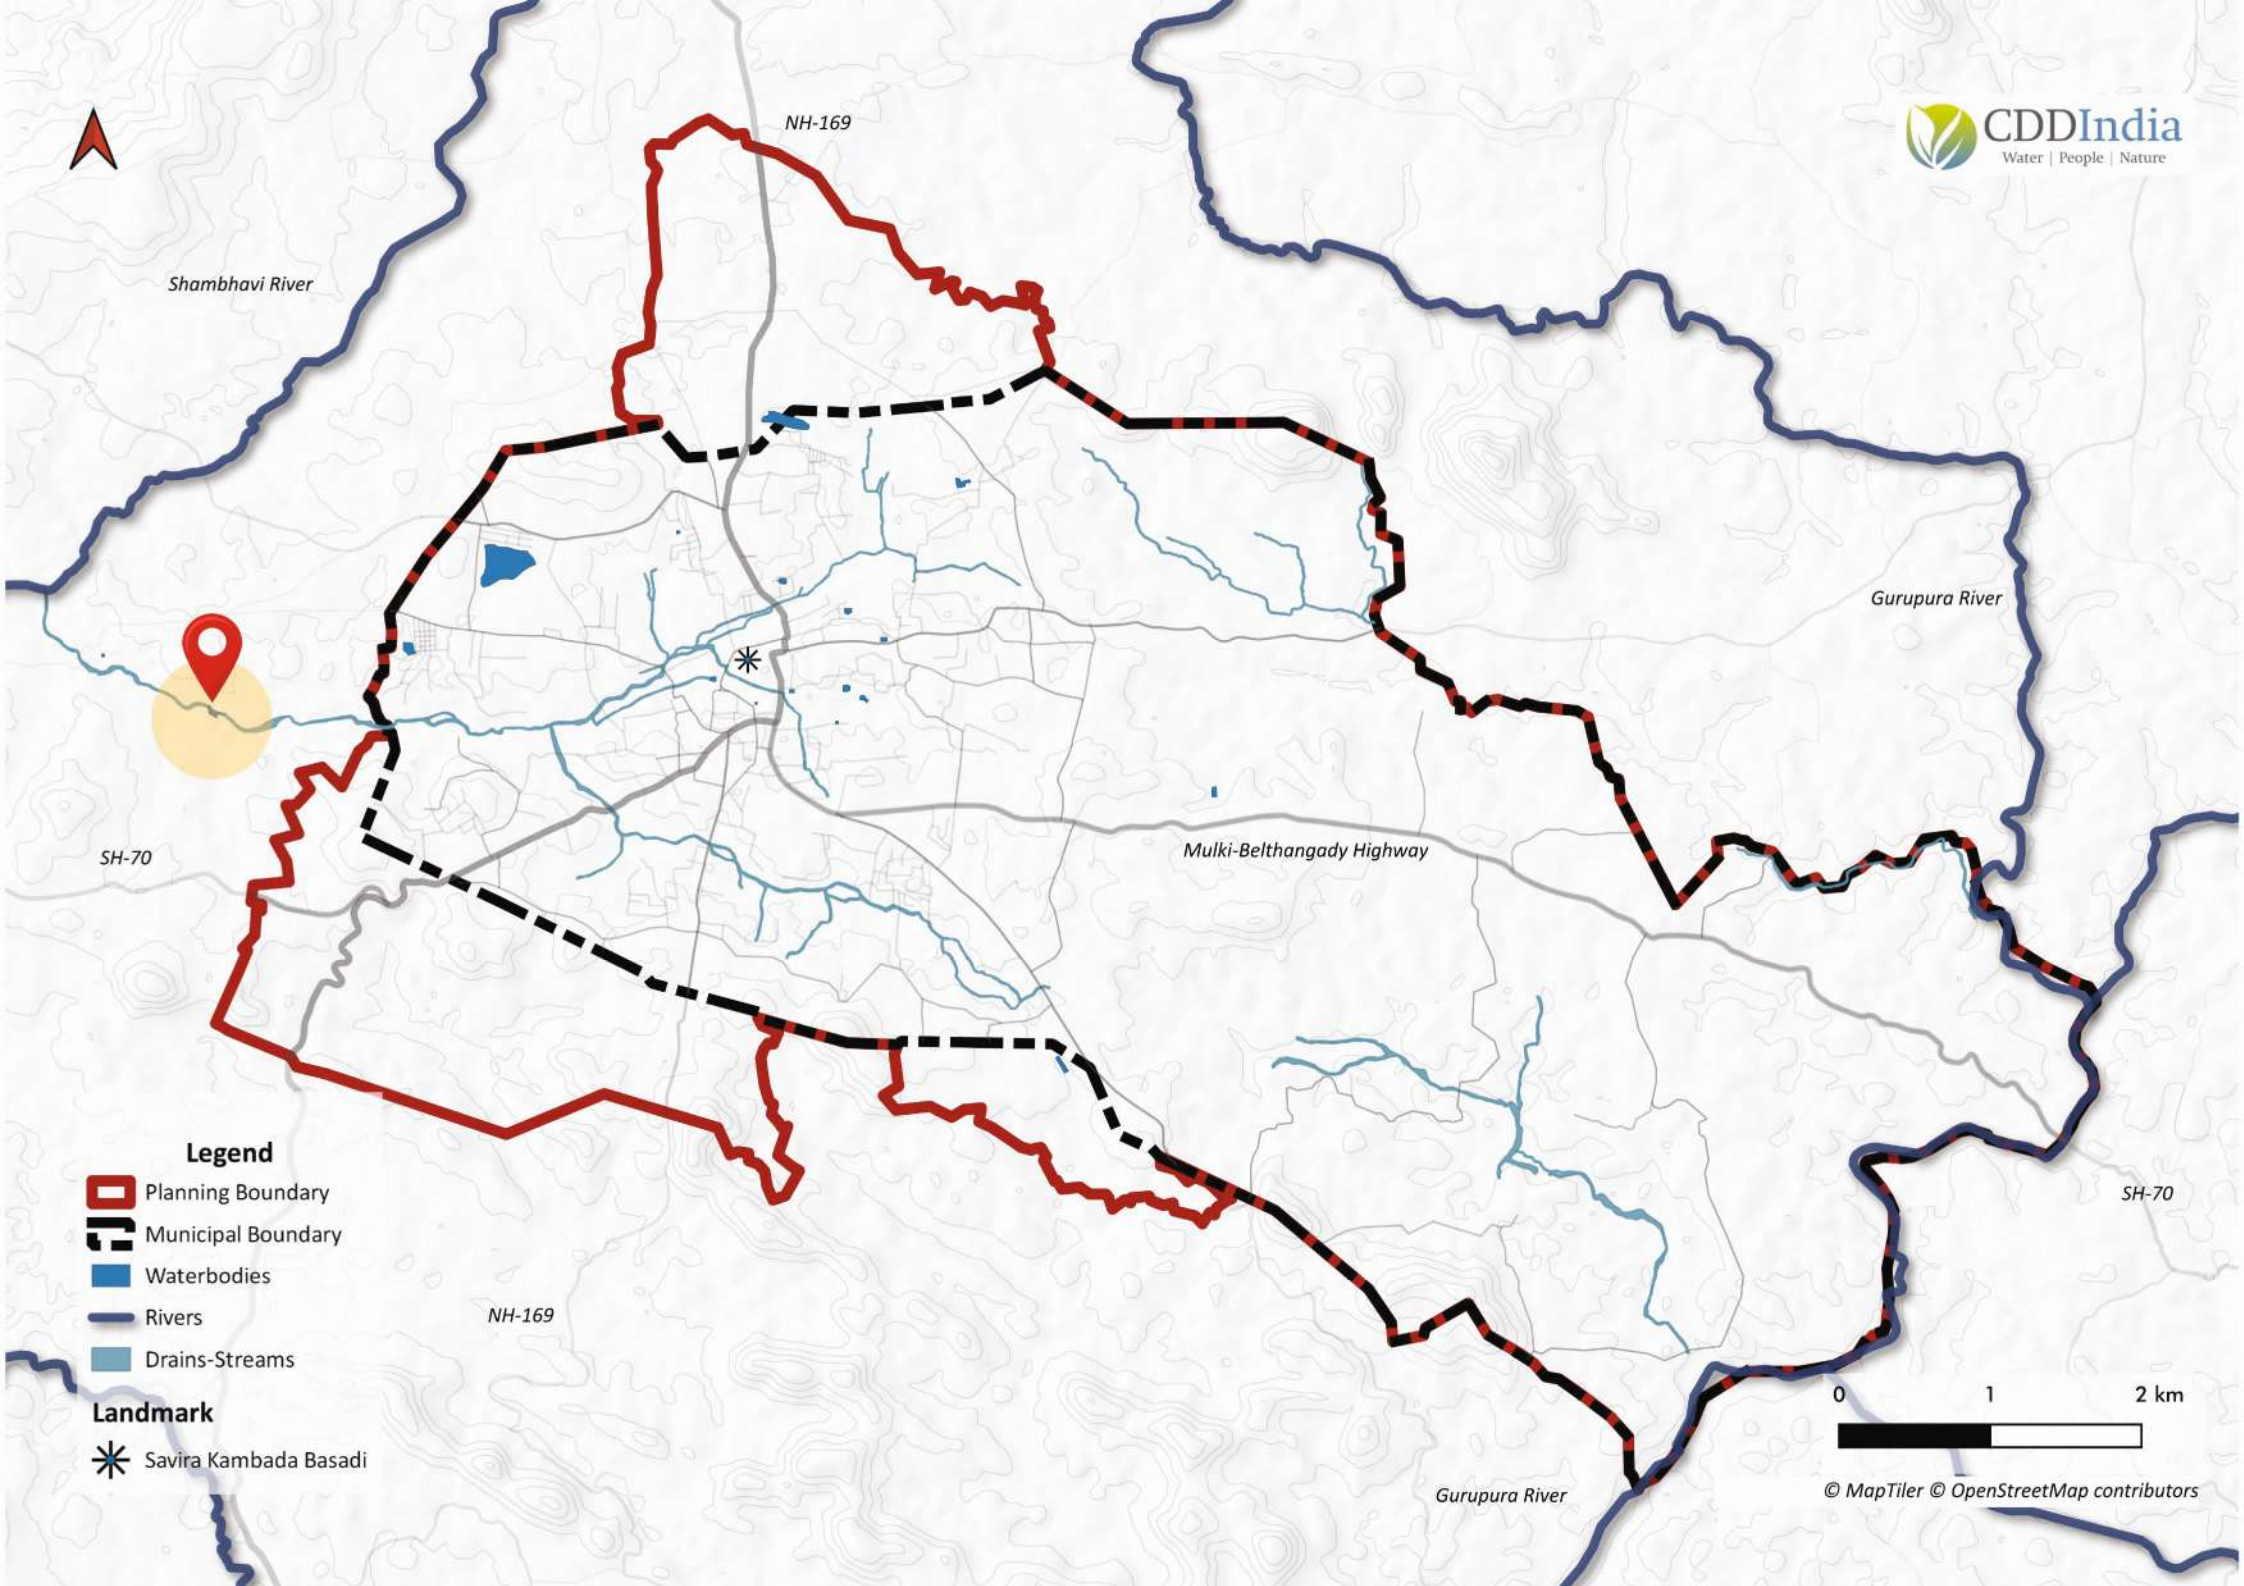 NH-169
CDDIndia
Water | People | Nature
Shambhavi River
Gurupura River
SH-70
Mulki-Belthangady Highway
Legend
Planning Boundary
Municipal Boundary
Waterbodies
Rivers
Drains-Streams
Landmark
Savira Kambada Basadi
NH-169
SH-70
Gurupura River
0 1 2 km
© MapTiler © OpenStreetMap contributors